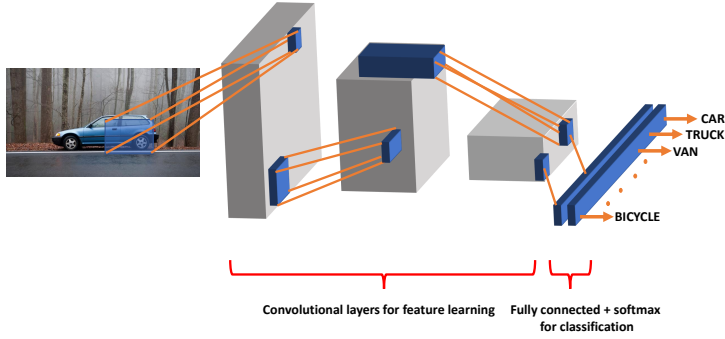 CAR
TRUCK
VAN
BICYCLE
Convolutional layers for feature learning
Fully connected + softmax
for classification